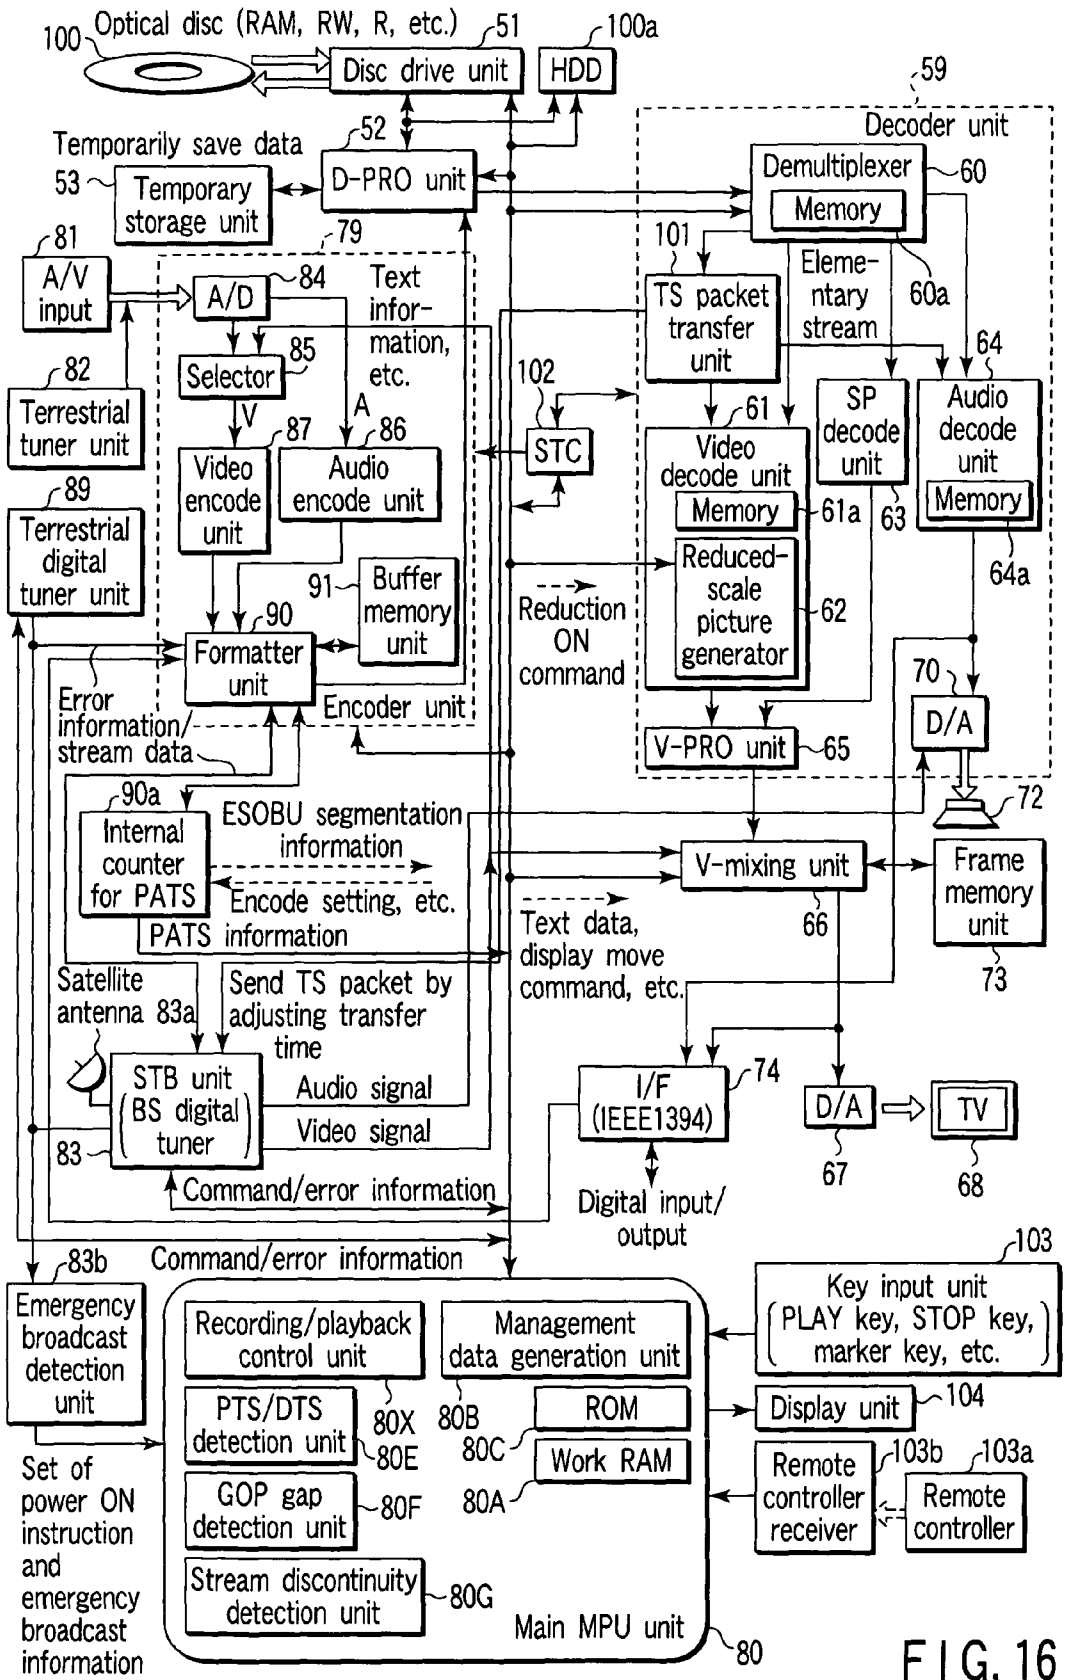 Optical disc (RAM, RW, R, etc.)
100
51
Disc drive unit
100a
HDD
59
Decoder unit
Temporarily save data
53
Temporary
storage unit
52
D-PRO unit
Demultiplexer
60
Memory
60a
79
81
A/V
input
84
A/D
Text
infor-
mation,
etc.
85
Selector
V
A
82
Terrestrial
tuner unit
87
Video
encode
unit
86
Audio
encode unit
89
Terrestrial
digital
tuner unit
91
Buffer
memory
unit
90
Formatter
unit
Encoder unit
Error
information/
stream data
101
TS packet
transfer
unit
Eleme-
ntary
stream
64
Audio
decode
unit
Memory
64a
102
STC
61
Video
decode unit
Memory
61a
SP
decode
unit
63
Reduced-
scale
picture
generator
62
Reduction
ON
command
70
D/A
V-PRO unit
65
72
90a
Internal
counter
for PATS
ESOBU segmentation
information
Encode setting, etc.
PATS information
V-mixing unit
66
Frame
memory
unit
73
Text data,
display move
command, etc.
Satellite
antenna 83a
Send TS packet by
adjusting transfer
time
STB unit
(BS digital
tuner)
83
Audio signal
Video signal
I/F
(IEEE1394)
74
D/A
67
TV
68
Command/error information
Digital input/
output
Command/error information
83b
Emergency
broadcast
detection
unit
Set of
power ON
instruction
and
emergency
broadcast
information
Recording/playback
control unit
80X
Management
data generation unit
80B
PTS/DTS
detection unit
80E
ROM
80C
Work RAM
80A
GOP gap
detection unit
80F
Stream discontinuity
detection unit
80G
Main MPU unit
80
103
Key input unit
(PLAY key, STOP key,
marker key, etc.)
Display unit
104
103b
Remote
controller
receiver
103a
Remote
controller
FIG. 16